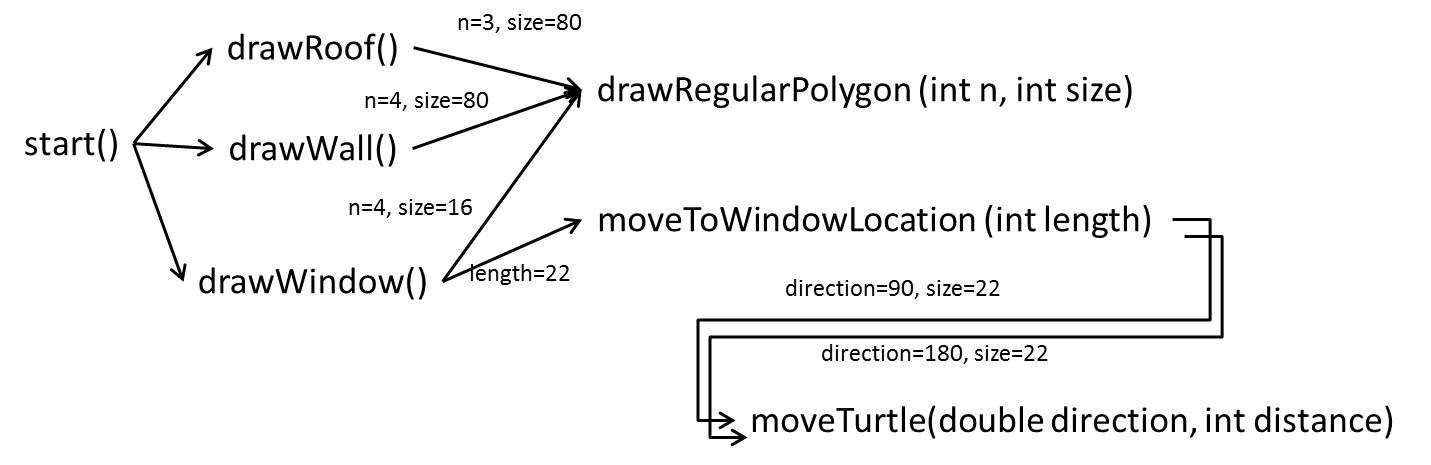 n=3, size=80
drawRoof()
drawRegularPolygon (int n, int size)
n=4, size=80
start()
drawWall()
n=4, size=16
moveToWindowLocation (int length)
drawWindow()
length=22
direction=90, size=22
direction=180, size=22
moveTurtle(double direction, int distance)